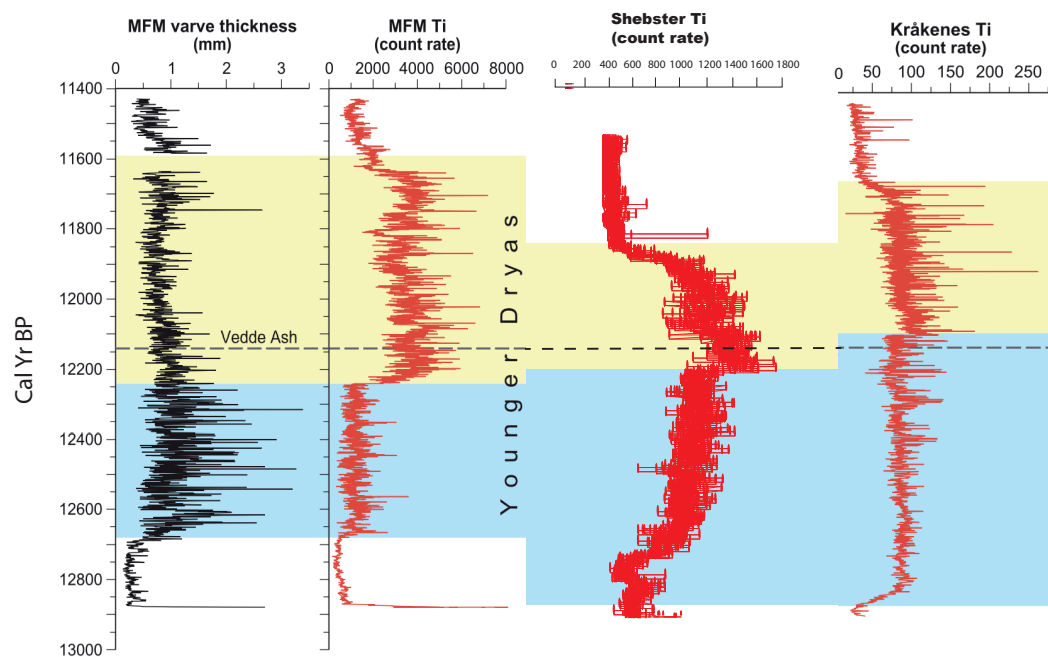 MFM varve thickness
(mm)
0 1 2 3
MFM Ti
(count rate)
0 2000 4000 6000 8000
Shebster Ti
(count rate)
0 200 400 600 800 1000 1200 1400 1600 1800
Kråkenes Ti
(count rate)
0 50 100 150 200 250
Cal Yr BP
11400
11600
11800
12000
12200
12400
12600
12800
13000
Vedde Ash
Younger Dryas